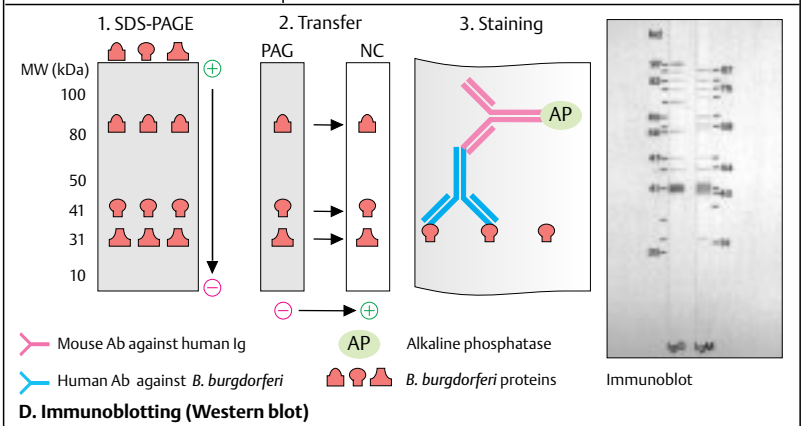 1. SDS-PAGE
MW (kDa)
100
80
50
41
31
10
+
−
2. Transfer
PAG
NC
− +
3. Staining
AP
Mouse Ab against human Ig
AP Alkaline phosphatase
Human Ab against B. burgdorferi
B. burgdorferi proteins
IgG IgM
Immunoblot
D. Immunoblotting (Western blot)